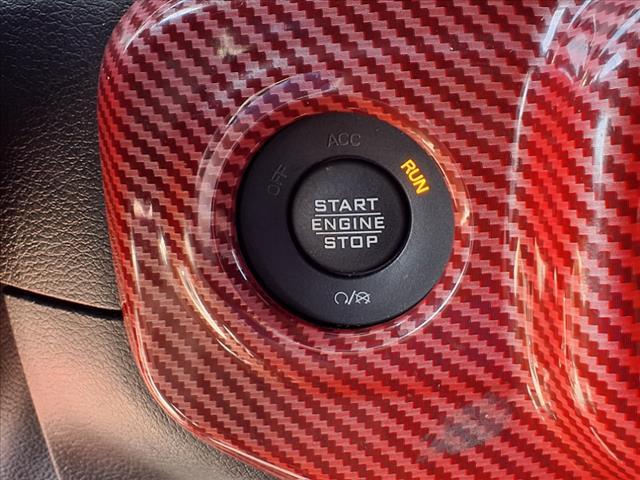 ACC
OFF
RUN
START
ENGINE
STOP